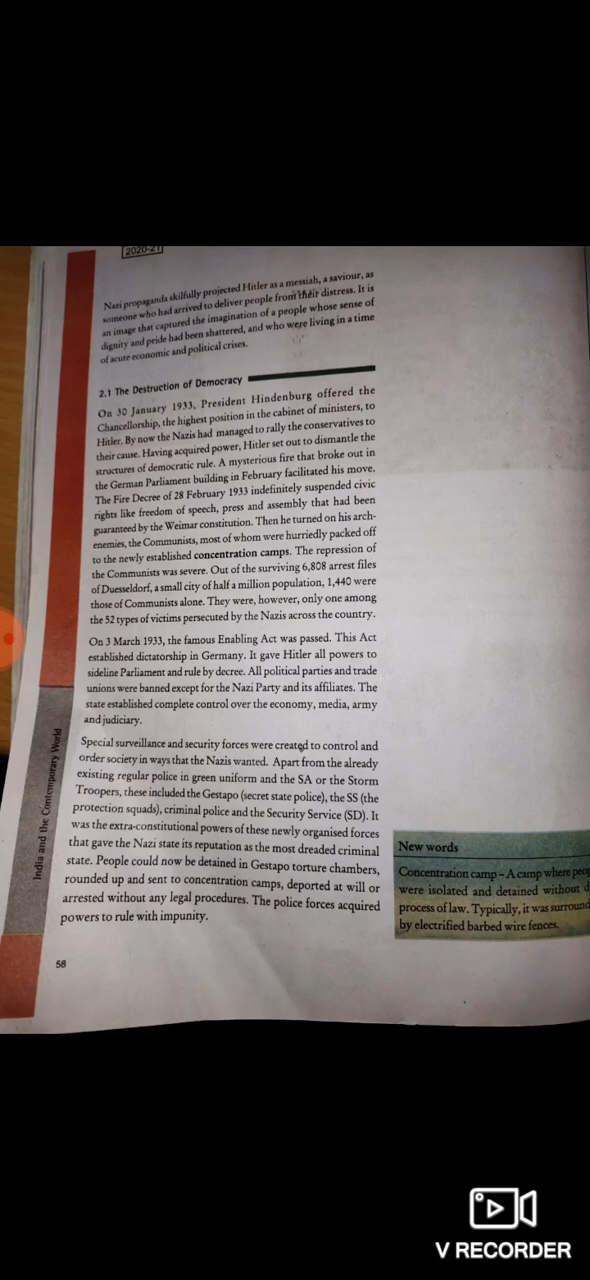 2020-21
Nazi propaganda skilfully projected Hitler as a messiah, a saviour, as
someone who had arrived to deliver people from their distress. It is
an image that captured the imagination of a people whose sense of
dignity and pride had been shattered, and who were living in a time
of acute economic and political crises.
2.1 The Destruction of Democracy
On 30 January 1933, President Hindenburg offered the
Chancellorship, the highest position in the cabinet of ministers, to
Hitler. By now the Nazis had managed to rally the conservatives to
their cause. Having acquired power, Hitler set out to dismantle the
structures of democratic rule. A mysterious fire that broke out in
the German Parliament building in February facilitated his move.
The Fire Decree of 28 February 1933 indefinitely suspended civic
rights like freedom of speech, press and assembly that had been
guaranteed by the Weimar constitution. Then he turned on his arch-
enemies, the Communists, most of whom were hurriedly packed off
to the newly established concentration camps. The repression of
the Communists was severe. Out of the surviving 6,808 arrest files
of Duesseldorf, a small city of half a million population, 1,440 were
those of Communists alone. They were, however, only one among
the 52 types of victims persecuted by the Nazis across the country.
On 3 March 1933, the famous Enabling Act was passed. This Act
established dictatorship in Germany. It gave Hitler all powers to
sideline Parliament and rule by decree. All political parties and trade
unions were banned except for the Nazi Party and its affiliates. The
state established complete control over the economy, media, army
and judiciary.
Special surveillance and security forces were created to control and
order society in ways that the Nazis wanted. Apart from the already
existing regular police in green uniform and the SA or the Storm
Troopers, these included the Gestapo (secret state police), the SS (the
protection squads), criminal police and the Security Service (SD). It
was the extra-constitutional powers of these newly organised forces
that gave the Nazi state its reputation as the most dreaded criminal
state. People could now be detained in Gestapo torture chambers,
rounded up and sent to concentration camps, deported at will or
arrested without any legal procedures. The police forces acquired
powers to rule with impunity.
India and the Contemporary World
58
New words
Concentration camp – A camp where peop
were isolated and detained without d
process of law. Typically, it was surround
by electrified barbed wire fences.
V RECORDER